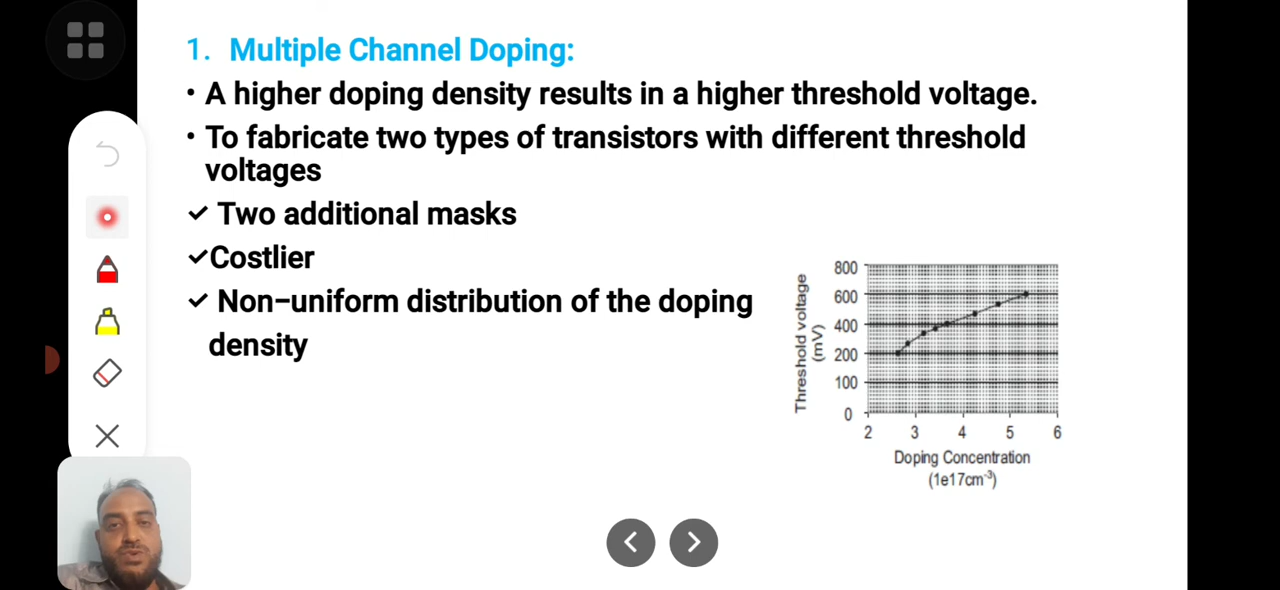 1. Multiple Channel Doping:
• A higher doping density results in a higher threshold voltage.
• To fabricate two types of transistors with different threshold
voltages
✓ Two additional masks
✓Costlier
✓ Non-uniform distribution of the doping
density
Threshold voltage
(mV)
800
600
400
200
100
0
2 3 4 5 6
Doping Concentration
(1e17cm⁻³)